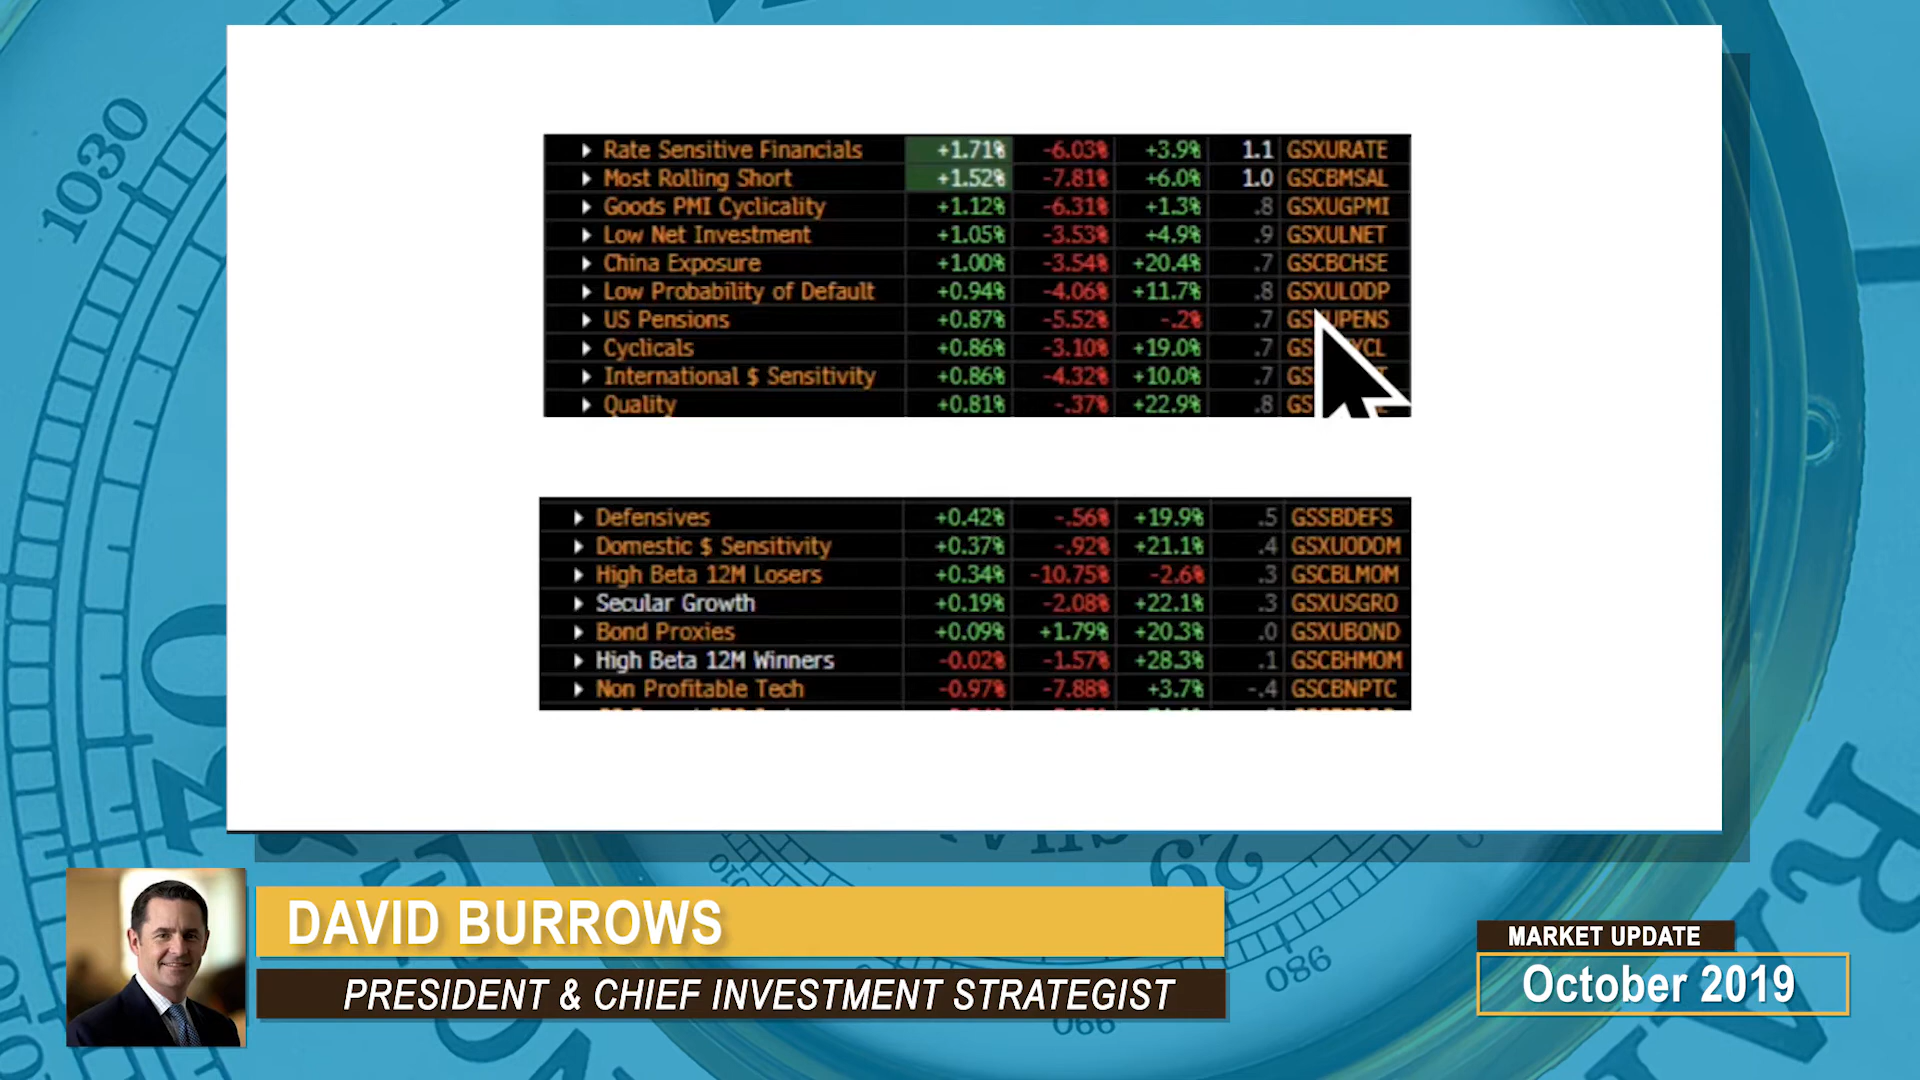 1030
30
Rate Sensitive Financials +1.71% -6.03% +3.9% 1.1 GSXURATE
Most Rolling Short +1.52% -7.81% +6.0% 1.0 GSCBMSAL
Goods PMI Cyclicality +1.12% -6.31% +1.3% .8 GSXUGPMI
Low Net Investment +1.05% -3.53% +4.9% .9 GSXULNET
China Exposure +1.00% -3.54% +20.4% .7 GSCBCHSE
Low Probability of Default +0.94% -4.06% +11.7% .8 GSXULODP
US Pensions +0.87% -5.52% -.2% .7
Cyclicals +0.86% -3.10% +19.0% .7
International $ Sensitivity +0.86% -4.32% +10.0% .7
Quality +0.81% -.37% +22.9% .8
Defensives +0.42% -.56% +19.9% .5 GSSBDEFS
Domestic $ Sensitivity +0.37% -.92% +21.1% .4 GSXUODOM
High Beta 12M Losers +0.34% -10.75% -2.6% .3 GSCBLMOM
Secular Growth +0.19% -2.08% +22.1% .3 GSXUSGRO
Bond Proxies +0.09% +1.79% +20.3% .0 GSXUBOND
High Beta 12M Winners -0.02% -1.57% +28.3% .1 GSCBHMOM
Non Profitable Tech -0.97% -7.88% +3.7% -.4 GSCBNPTC
29
1010
980
990
DAVID BURROWS
PRESIDENT & CHIEF INVESTMENT STRATEGIST
MARKET UPDATE
October 2019